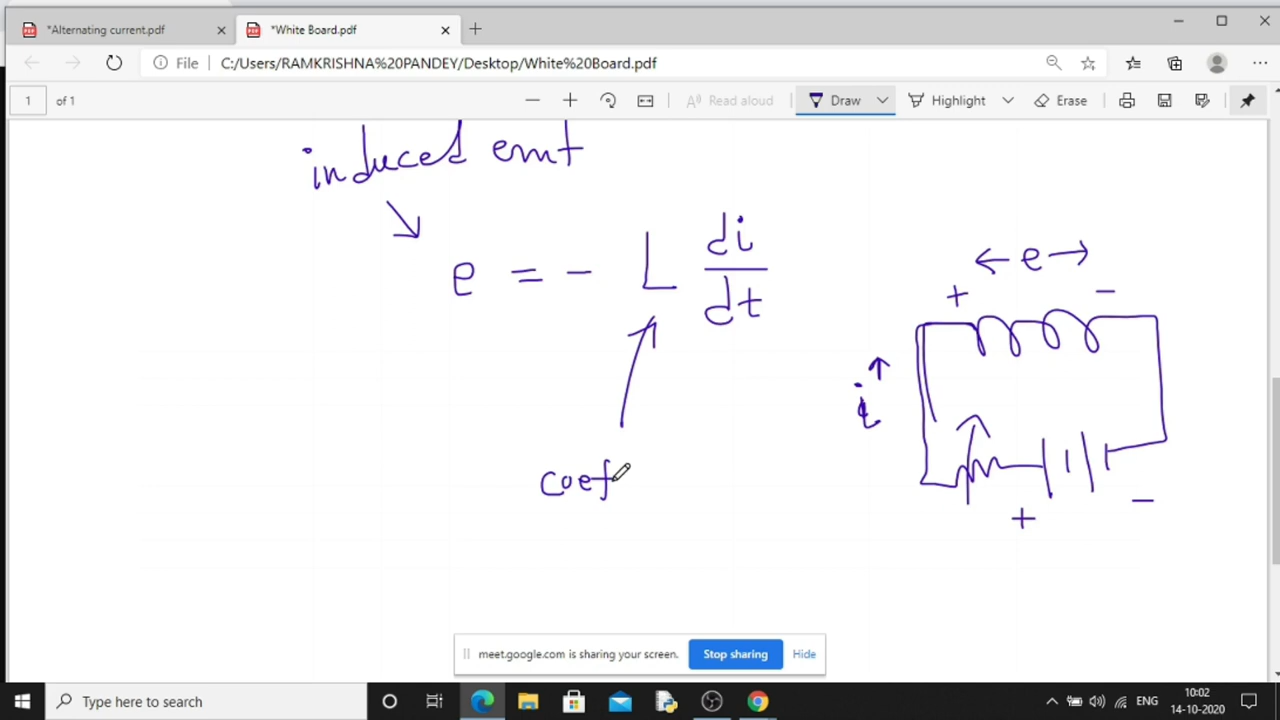 *Alternating current.pdf
*White Board.pdf
File
C:/Users/RAMKRISHNA%20PANDEY/Desktop/White%20Board.pdf
1 of 1
Read aloud
Draw
Highlight
Erase
induced emf
e = - L di/dt
← e →
+ -
i
coef
+ -
meet.google.com is sharing your screen.
Stop sharing
Hide
Type here to search
ENG
10:02
14-10-2020